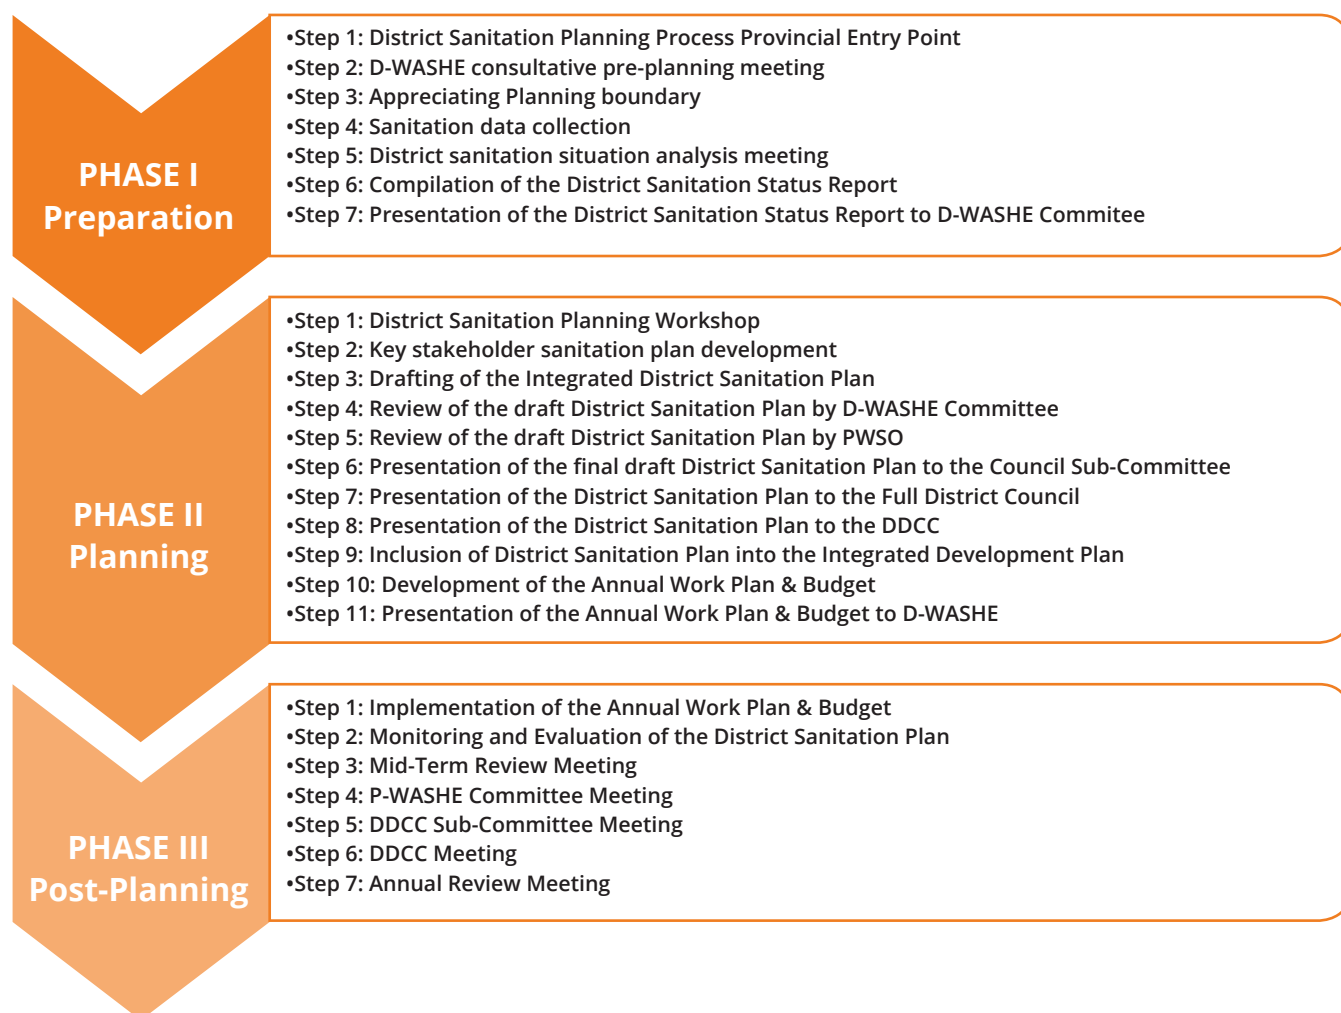 PHASE I
Preparation
•Step 1: District Sanitation Planning Process Provincial Entry Point
•Step 2: D-WASHE consultative pre-planning meeting
•Step 3: Appreciating Planning boundary
•Step 4: Sanitation data collection
•Step 5: District sanitation situation analysis meeting
•Step 6: Compilation of the District Sanitation Status Report
•Step 7: Presentation of the District Sanitation Status Report to D-WASHE Commitee
PHASE II
Planning
•Step 1: District Sanitation Planning Workshop
•Step 2: Key stakeholder sanitation plan development
•Step 3: Drafting of the Integrated District Sanitation Plan
•Step 4: Review of the draft District Sanitation Plan by D-WASHE Committee
•Step 5: Review of the draft District Sanitation Plan by PWSO
•Step 6: Presentation of the final draft District Sanitation Plan to the Council Sub-Committee
•Step 7: Presentation of the District Sanitation Plan to the Full District Council
•Step 8: Presentation of the District Sanitation Plan to the DDCC
•Step 9: Inclusion of District Sanitation Plan into the Integrated Development Plan
•Step 10: Development of the Annual Work Plan & Budget
•Step 11: Presentation of the Annual Work Plan & Budget to D-WASHE
PHASE III
Post-Planning
•Step 1: Implementation of the Annual Work Plan & Budget
•Step 2: Monitoring and Evaluation of the District Sanitation Plan
•Step 3: Mid-Term Review Meeting
•Step 4: P-WASHE Committee Meeting
•Step 5: DDCC Sub-Committee Meeting
•Step 6: DDCC Meeting
•Step 7: Annual Review Meeting